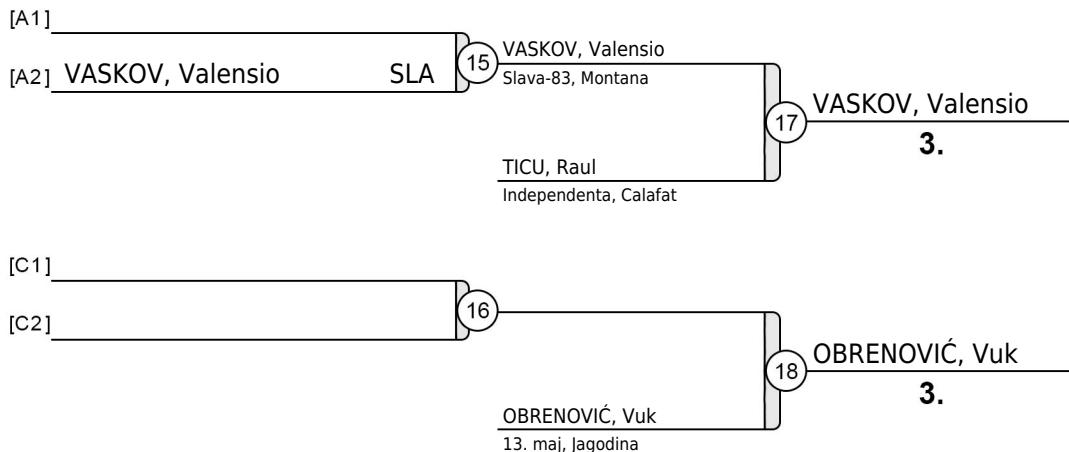 [A1]
[A2] VASKOV, Valensio SLA
15
VASKOV, Valensio
Slava-83, Montana
17
VASKOV, Valensio
3.
TICU, Raul
Independenta, Calafat
[C1]
[C2]
16
18
OBRENOVIĆ, Vuk
3.
OBRENOVIĆ, Vuk
13. maj, Jagodina